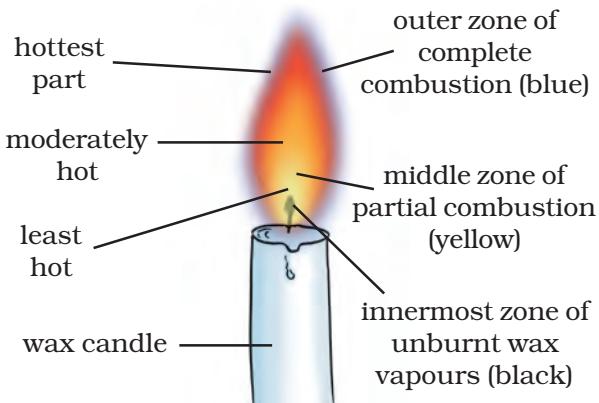 hottest
part
outer zone of
complete
combustion (blue)
moderately
hot
middle zone of
partial combustion
(yellow)
least
hot
wax candle
innermost zone of
unburnt wax
vapours (black)